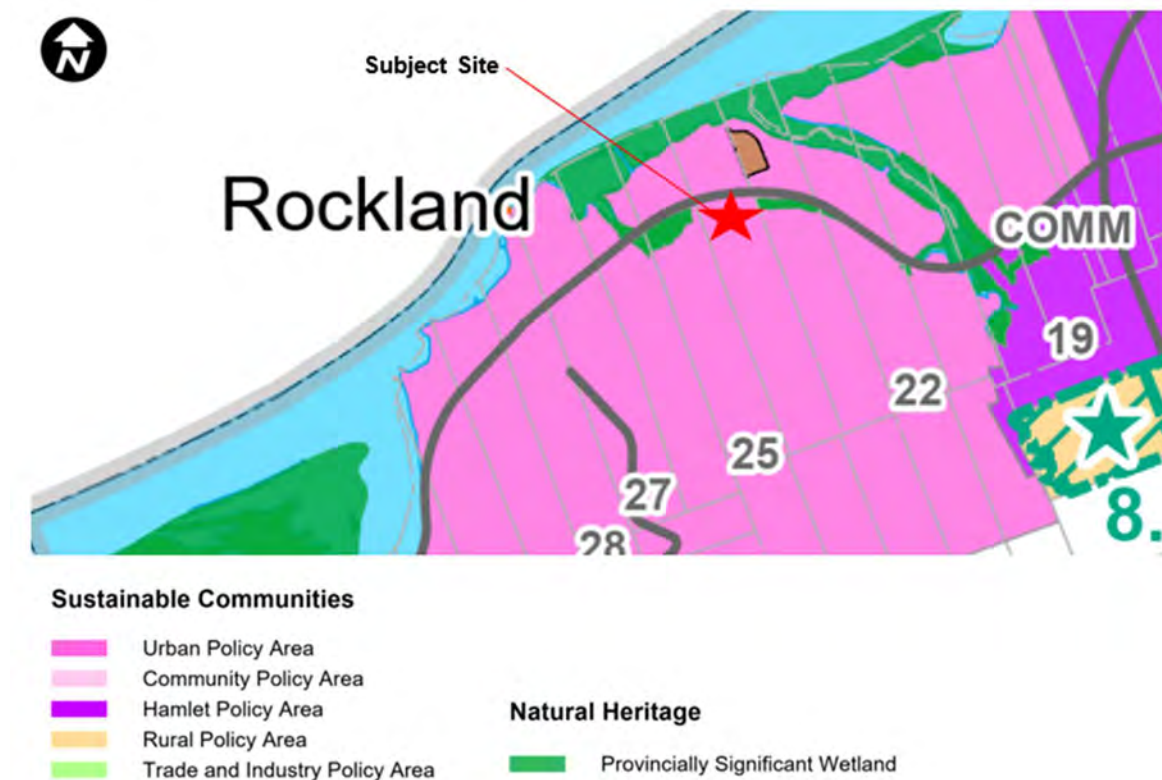 N
Subject Site
Rockland
COMM
19
22
25
27
28
8.
Sustainable Communities
Urban Policy Area
Community Policy Area
Hamlet Policy Area
Rural Policy Area
Trade and Industry Policy Area
Natural Heritage
Provincially Significant Wetland